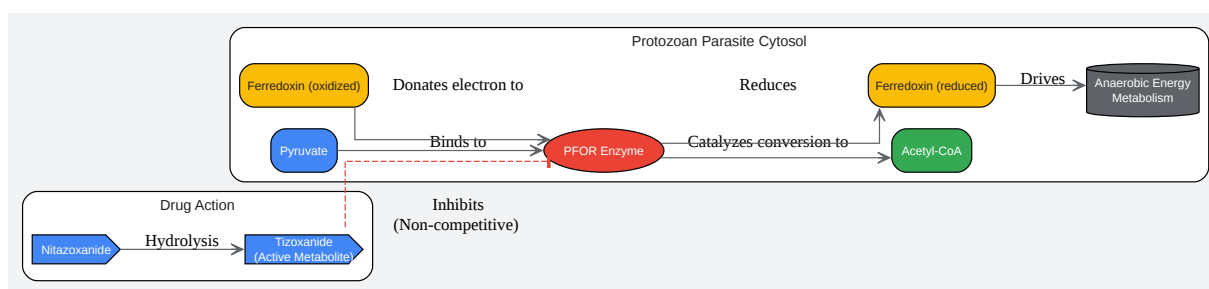 Protozoan Parasite Cytosol
Ferredoxin (oxidized)
Donates electron to
Reduces
Ferredoxin (reduced)
Drives
Anaerobic Energy
Metabolism
Pyruvate
Binds to
PFOR Enzyme
Catalyzes conversion to
Acetyl-CoA
Drug Action
Inhibits
(Non-competitive)
Nitazoxanide
Hydrolysis
Tizoxanide
(Active Metabolite)